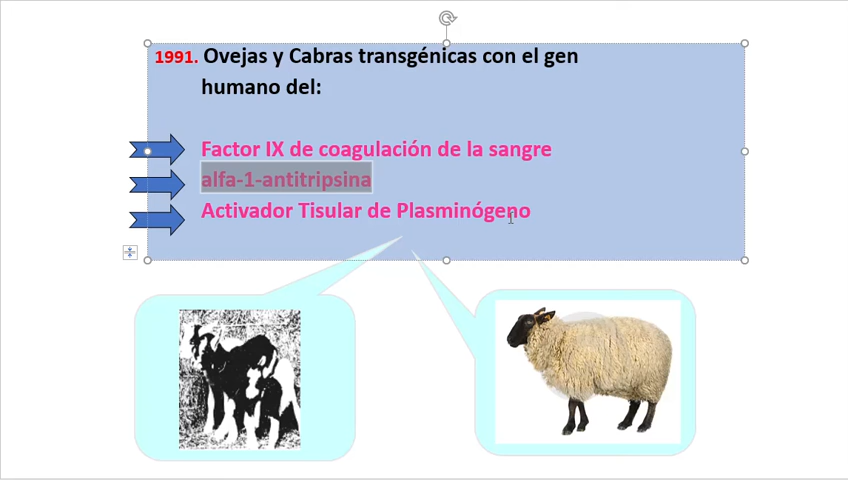 1991. Ovejas y Cabras transgénicas con el gen
humano del:
Factor IX de coagulación de la sangre
alfa-1-antitripsina
Activador Tisular de Plasminógeno